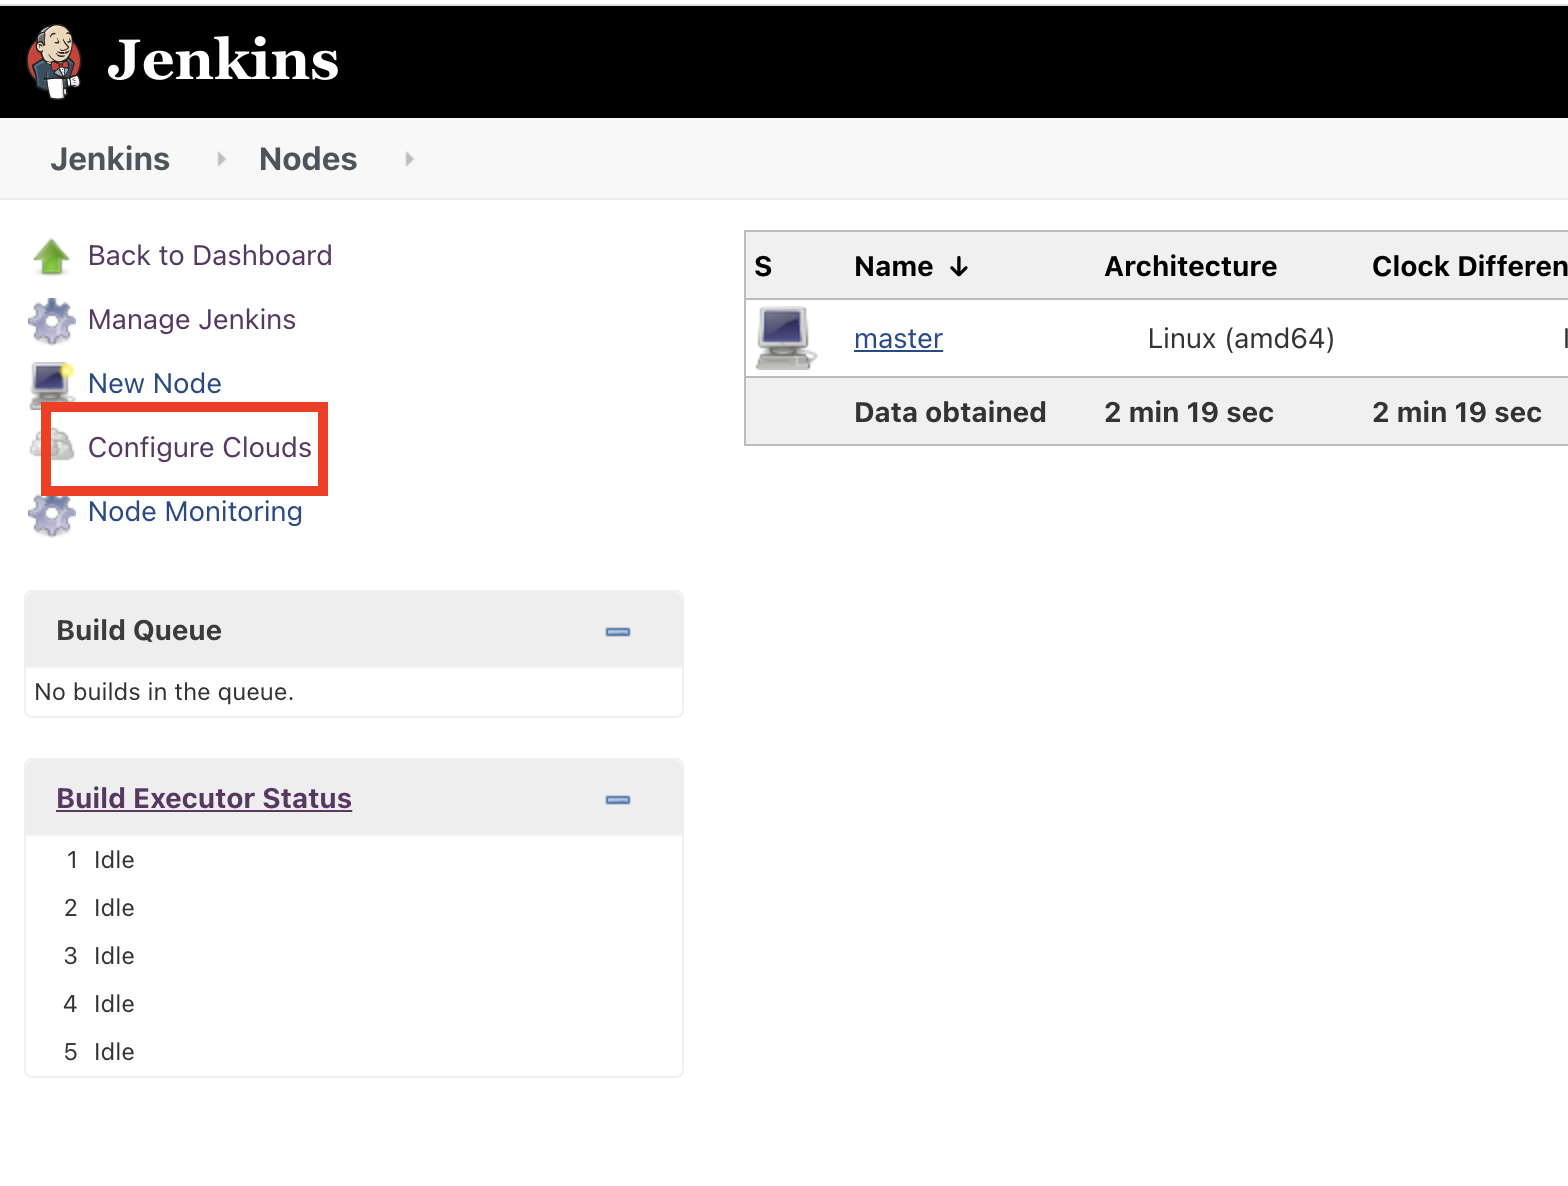 Jenkins
Jenkins Nodes
Back to Dashboard
Manage Jenkins
New Node
Configure Clouds
Node Monitoring
Build Queue
No builds in the queue.
Build Executor Status
1 Idle
2 Idle
3 Idle
4 Idle
5 Idle
S Name ↓ Architecture Clock Differen
master Linux (amd64)
Data obtained 2 min 19 sec 2 min 19 sec